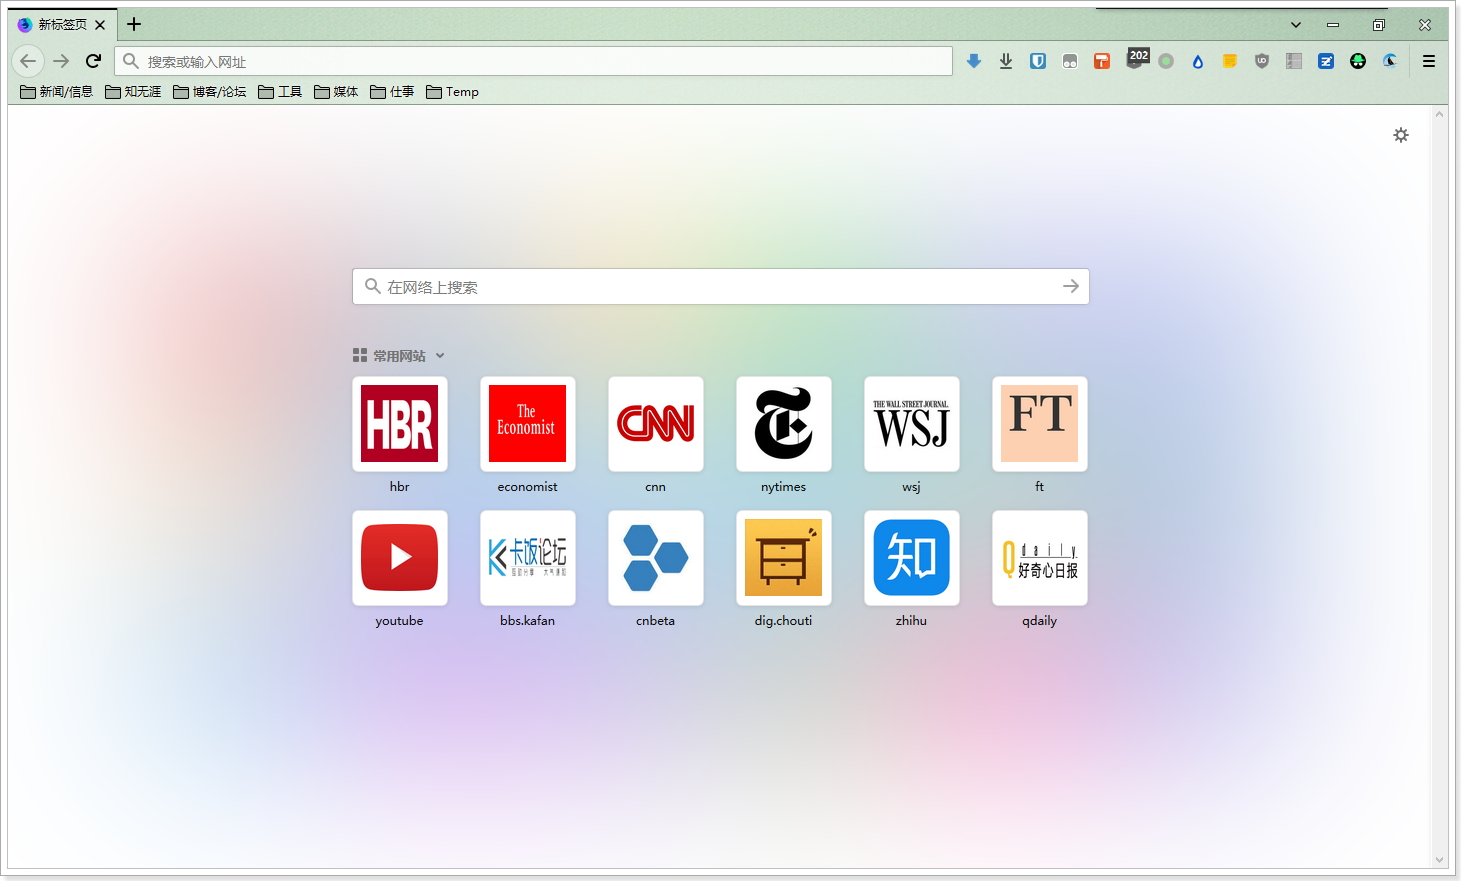 新标签页
搜索或输入网址
202
新闻/信息 知无涯 博客/论坛 工具 媒体 仕事 Temp
在网络上搜索
常用网站
HBR The Economist CNN THE WALL STREET JOURNAL. WSJ FT
hbr economist cnn nytimes wsj ft
卡饭论坛 知 Qdaily 好奇心日报
youtube bbs.kafan cnbeta dig.chouti zhihu qdaily